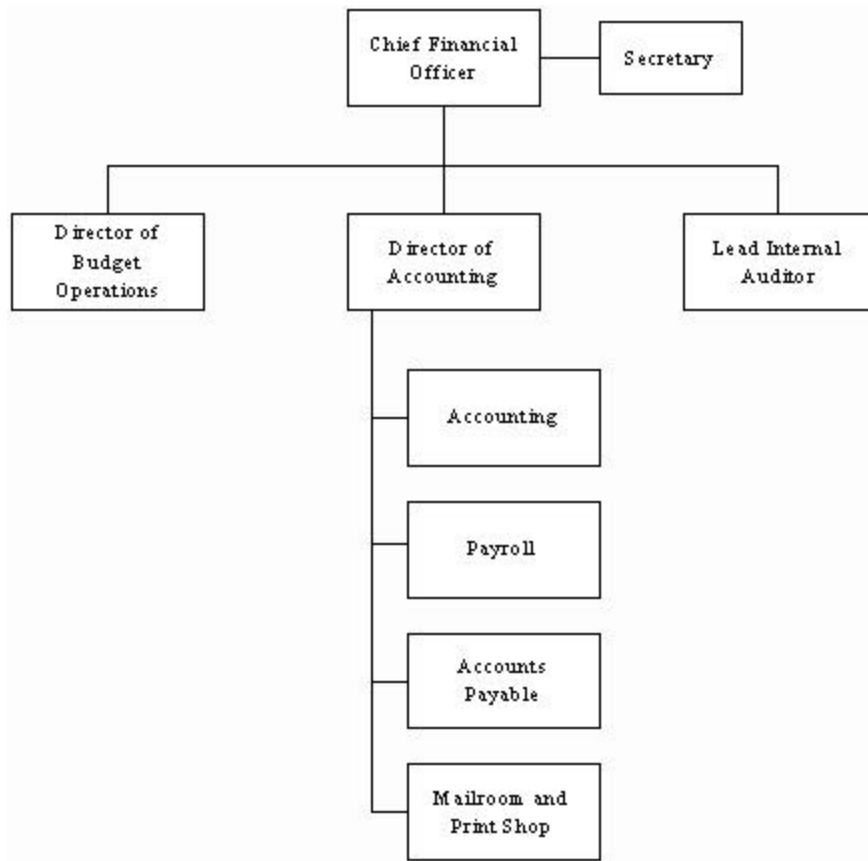 Chief Financial
Officer
Secretary
Director of
Budget
Operations
Director of
Accounting
Lead Internal
Auditor
Accounting
Payroll
Accounts
Payable
Mailroom and
Print Shop